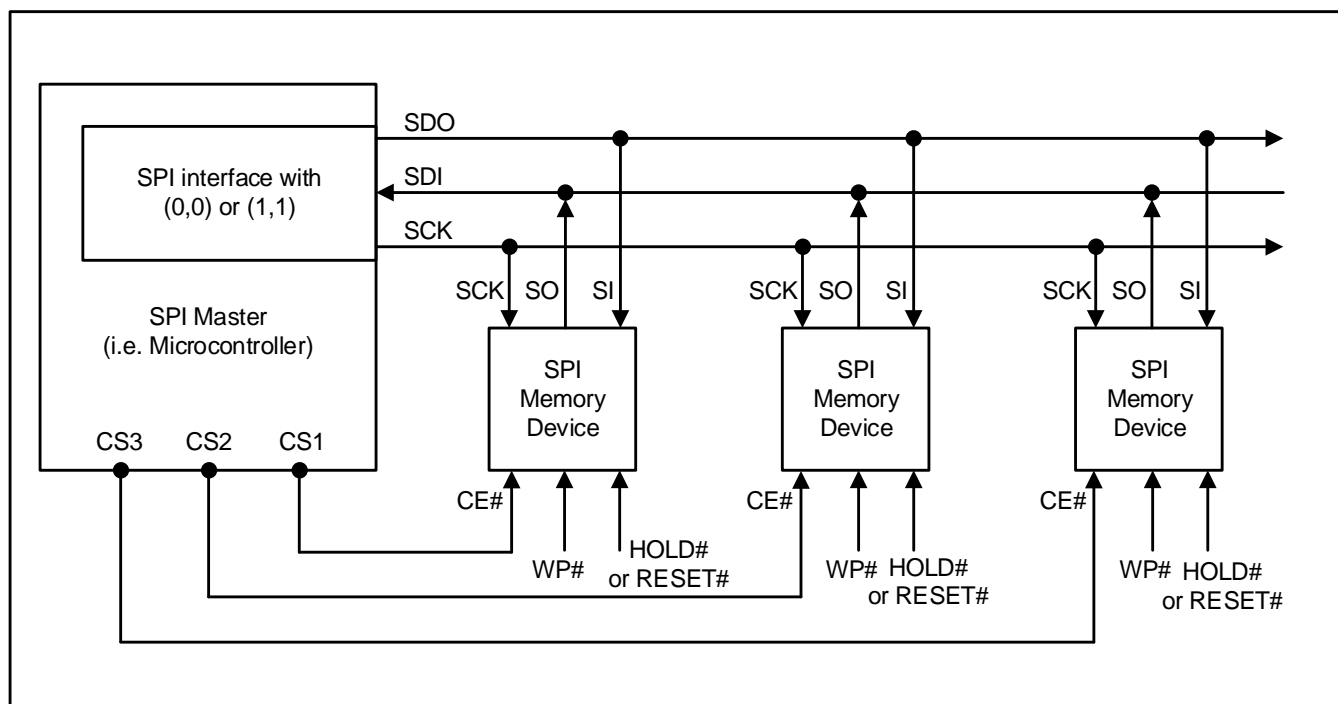 SDO
SPI interface with
(0,0) or (1,1)
SDI
SCK
SPI Master
(i.e. Microcontroller)
SCK SO SI
SCK SO SI
SCK SO SI
SPI
Memory
Device
SPI
Memory
Device
SPI
Memory
Device
CS3 CS2 CS1
CE#
WP#
HOLD#
or RESET#
CE#
WP#
HOLD#
or RESET#
CE#
WP#
HOLD#
or RESET#